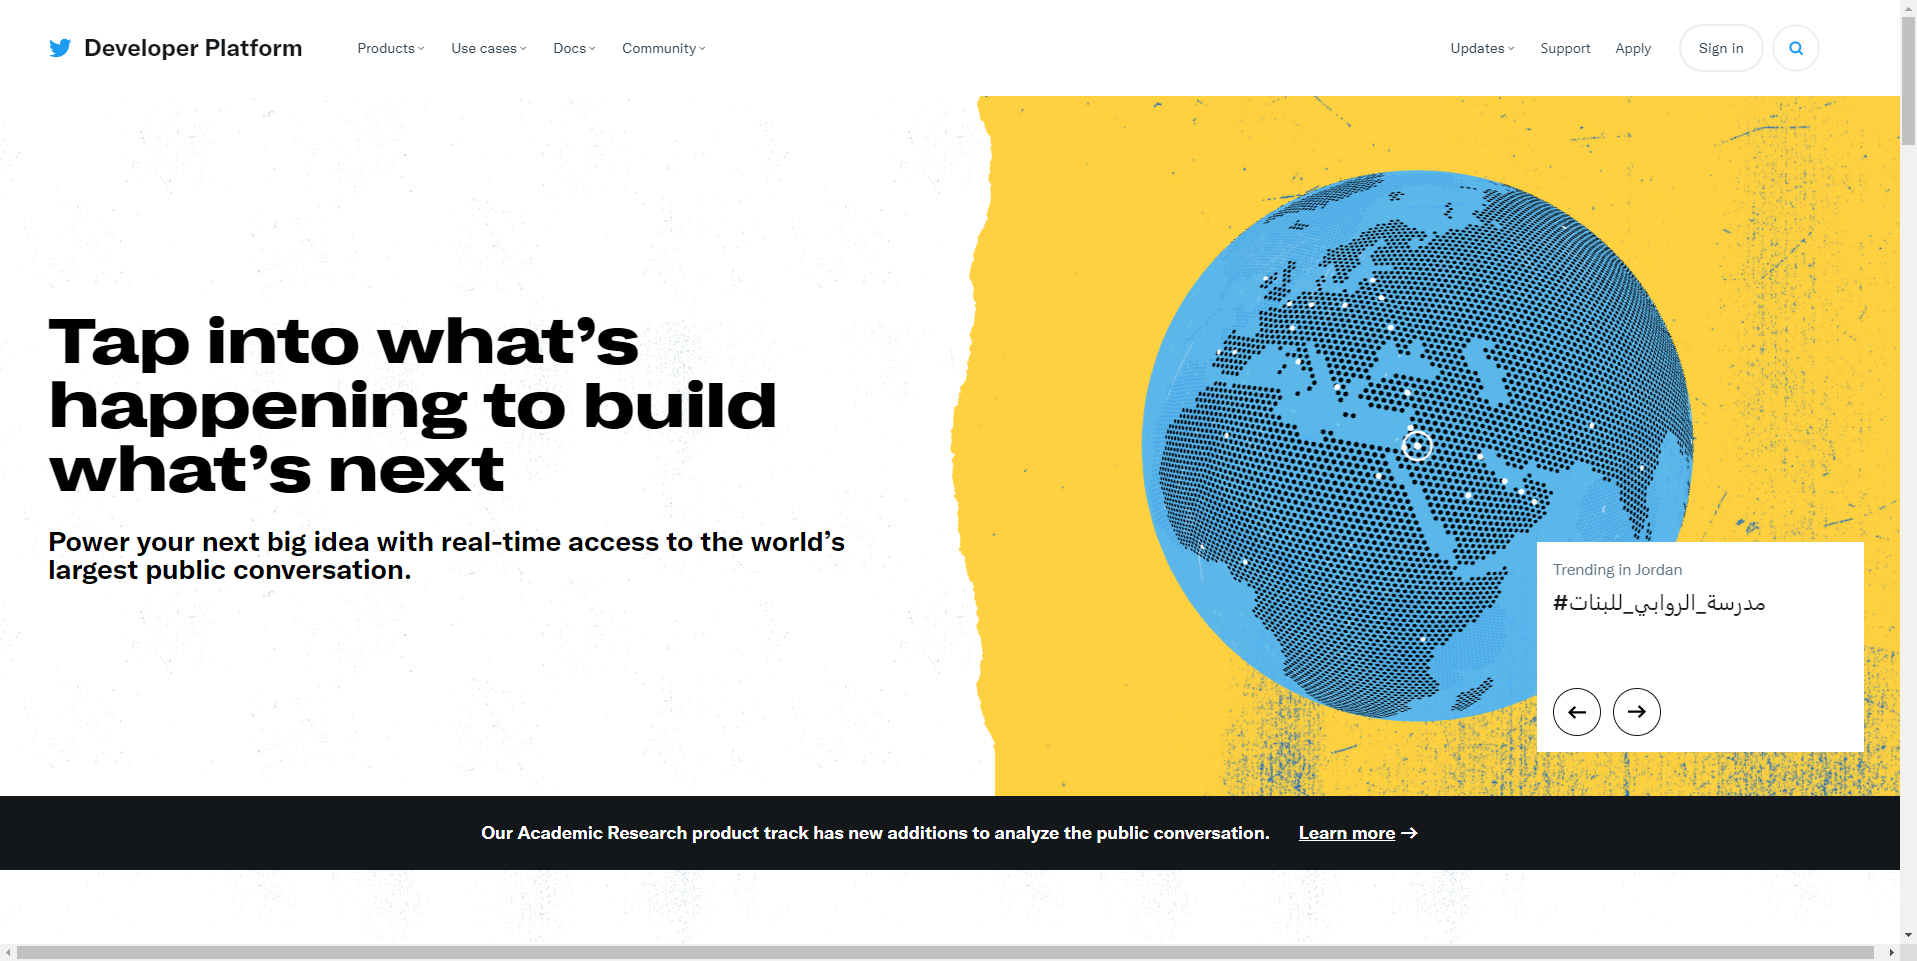 Developer Platform
Products
Use cases
Docs
Community
Updates
Support
Apply
Sign in
Tap into what’s
happening to build
what’s next
Power your next big idea with real-time access to the world’s
largest public conversation.
Trending in Jordan
#مدرسة_الروابي_للبنات
Our Academic Research product track has new additions to analyze the public conversation. Learn more →